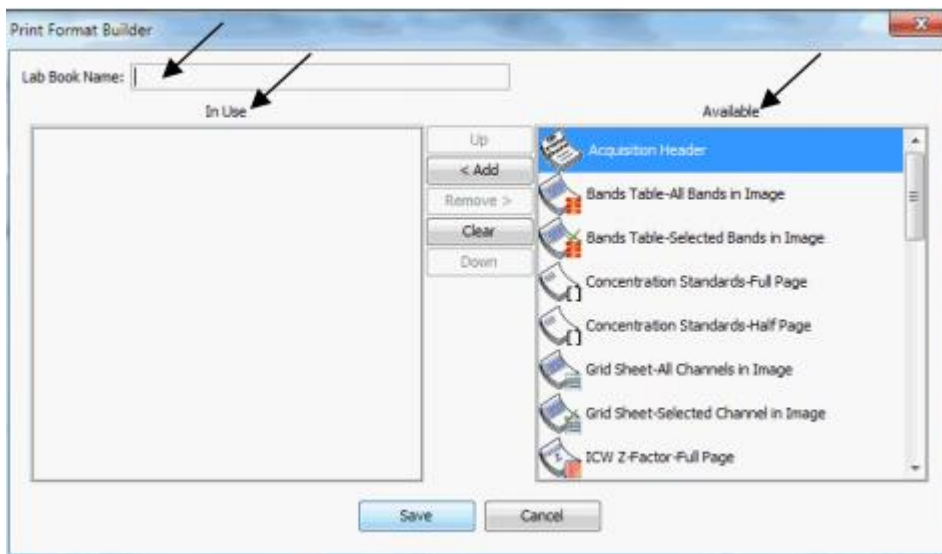 Print Format Builder
Lab Book Name:
In Use
Available
Up
< Add
Remove >
Clear
Down
Acquisition Header
Bands Table-All Bands in Image
Bands Table-Selected Bands in Image
Concentration Standards-Full Page
Concentration Standards-Half Page
Grid Sheet-All Channels in Image
Grid Sheet-Selected Channel in Image
ICW Z-Factor-Full Page
Save
Cancel